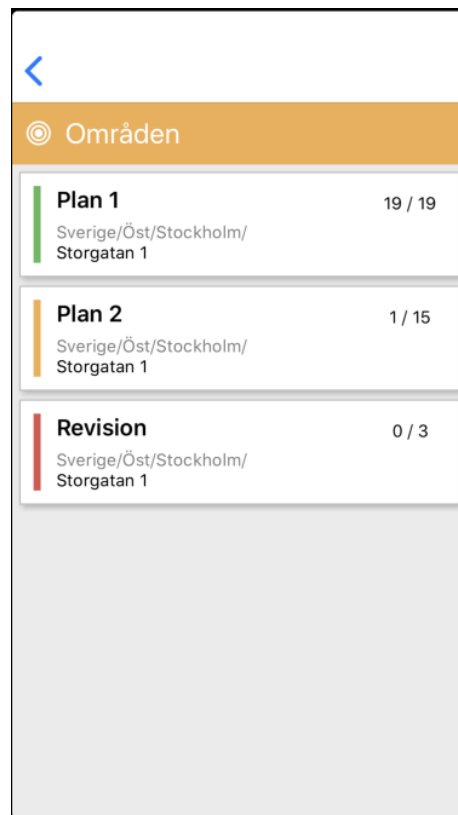 Områden
Plan 1
19 / 19
Sverige/Öst/Stockholm/
Storgatan 1
Plan 2
1 / 15
Sverige/Öst/Stockholm/
Storgatan 1
Revision
0 / 3
Sverige/Öst/Stockholm/
Storgatan 1